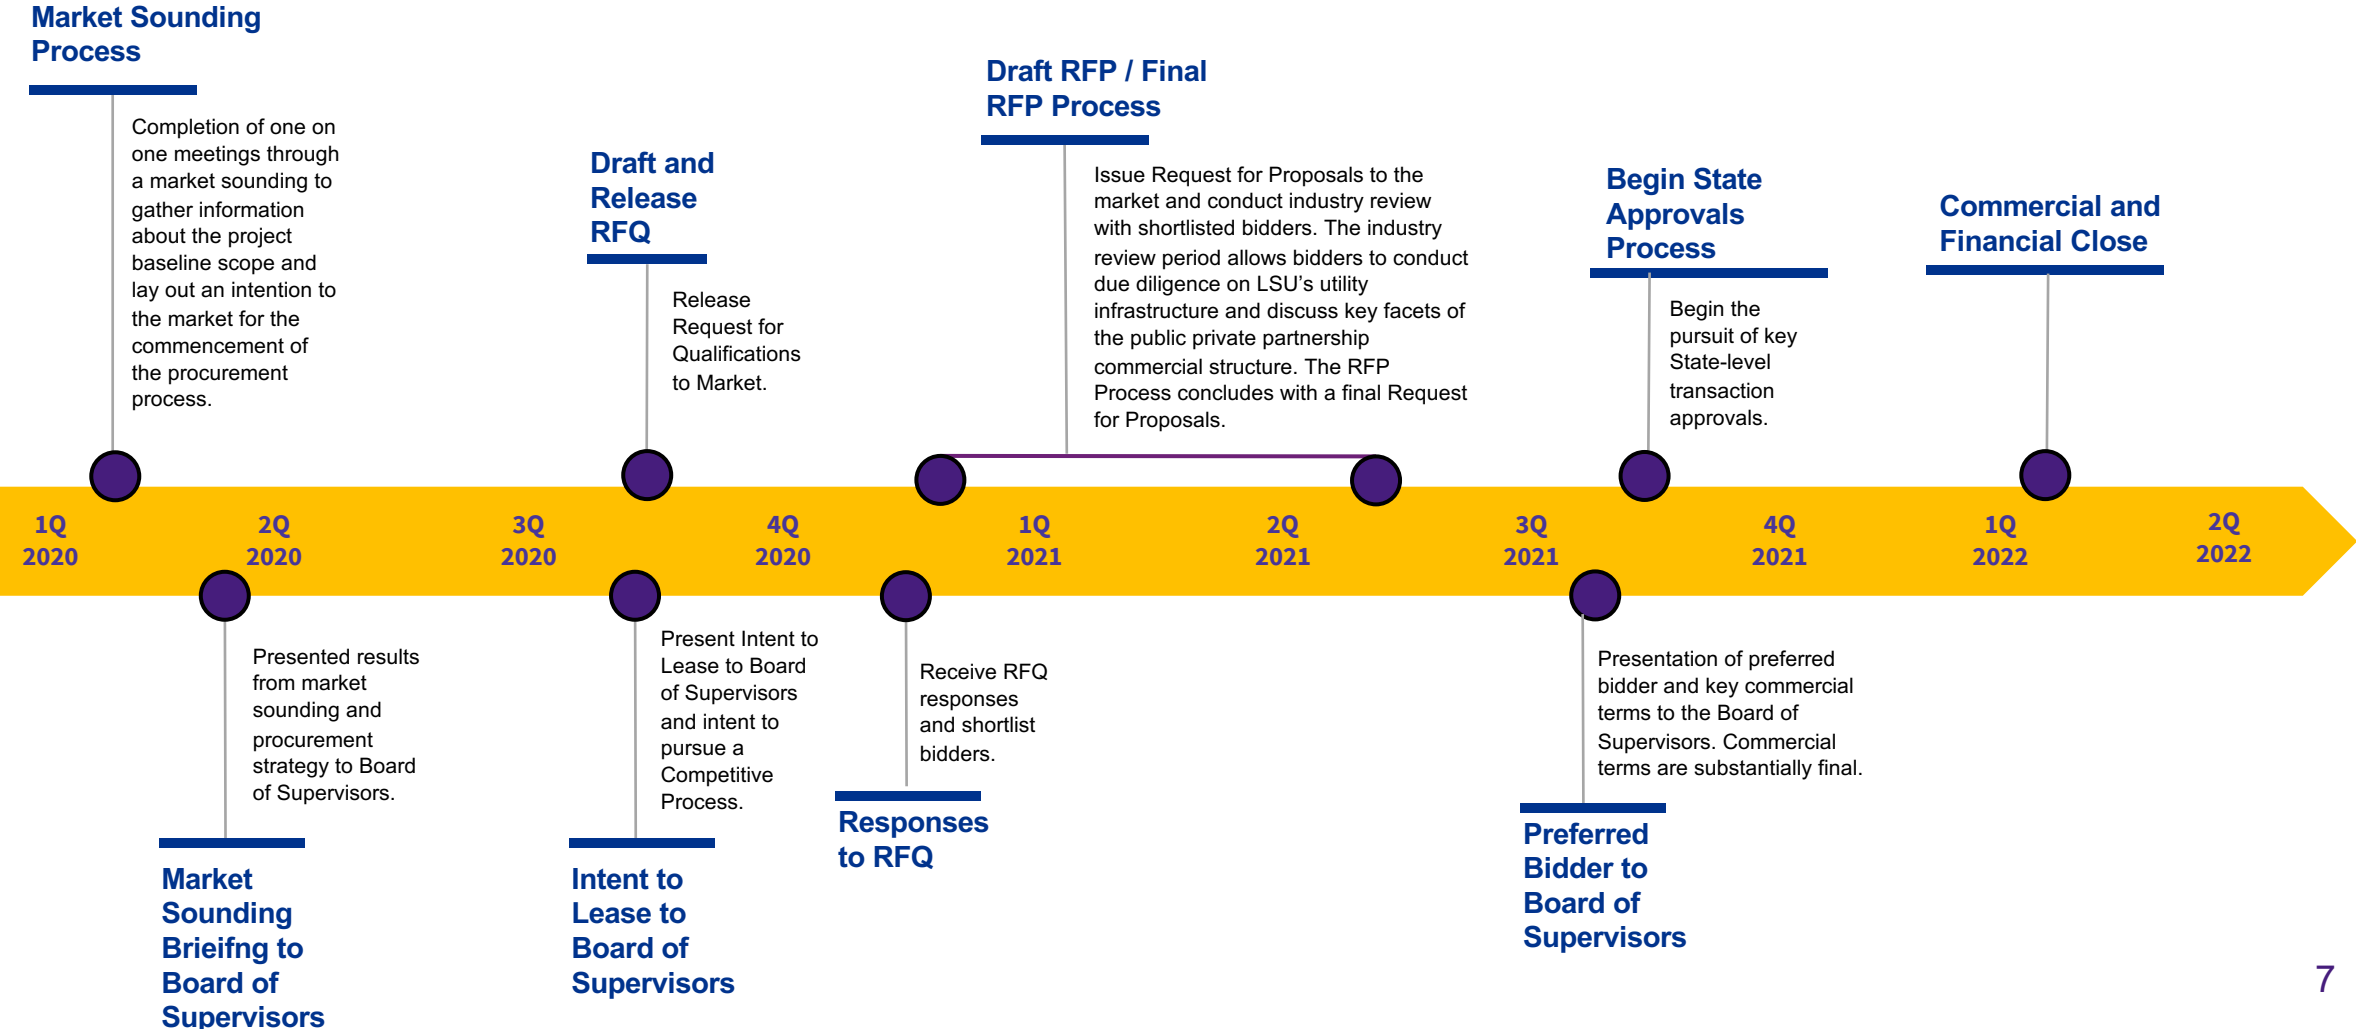 Market Sounding
Process
Completion of one on
one meetings through
a market sounding to
gather information
about the project
baseline scope and
lay out an intention to
the market for the
commencement of
the procurement
process.
Draft and
Release
RFQ
Release
Request for
Qualifications
to Market.
Draft RFP / Final
RFP Process
Issue Request for Proposals to the
market and conduct industry review
with shortlisted bidders. The industry
review period allows bidders to conduct
due diligence on LSU’s utility
infrastructure and discuss key facets of
the public private partnership
commercial structure. The RFP
Process concludes with a final Request
for Proposals.
Begin State
Approvals
Process
Begin the
pursuit of key
State-level
transaction
approvals.
Commercial and
Financial Close
1Q
2020
2Q
2020
3Q
2020
4Q
2020
1Q
2021
2Q
2021
3Q
2021
4Q
2021
1Q
2022
2Q
2022
Presented results
from market
sounding and
procurement
strategy to Board
of Supervisors.
Market
Sounding
Brieifng to
Board of
Supervisors
Present Intent to
Lease to Board
of Supervisors
and intent to
pursue a
Competitive
Process.
Intent to
Lease to
Board of
Supervisors
Receive RFQ
responses
and shortlist
bidders.
Responses
to RFQ
Presentation of preferred
bidder and key commercial
terms to the Board of
Supervisors. Commercial
terms are substantially final.
Preferred
Bidder to
Board of
Supervisors
7